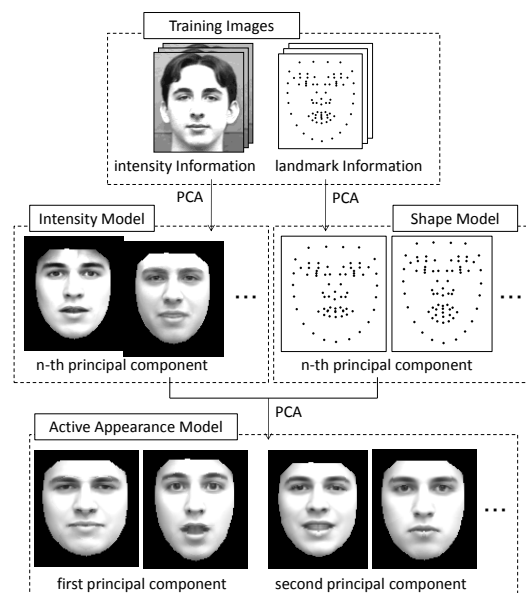 Training Images
intensity Information landmark Information
PCA PCA
Intensity Model Shape Model
...
...
n-th principal component n-th principal component
PCA
Active Appearance Model
...
first principal component second principal component